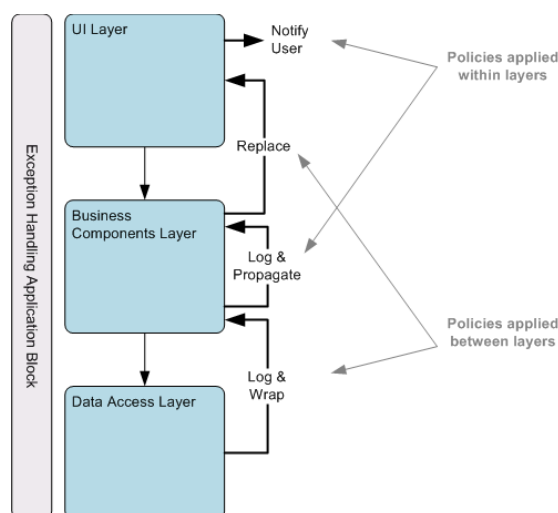 UI Layer
Notify
User
Policies applied
within layers
Replace
Exception Handling Application Block
Business
Components Layer
Log &
Propagate
Policies applied
between layers
Log &
Wrap
Data Access Layer